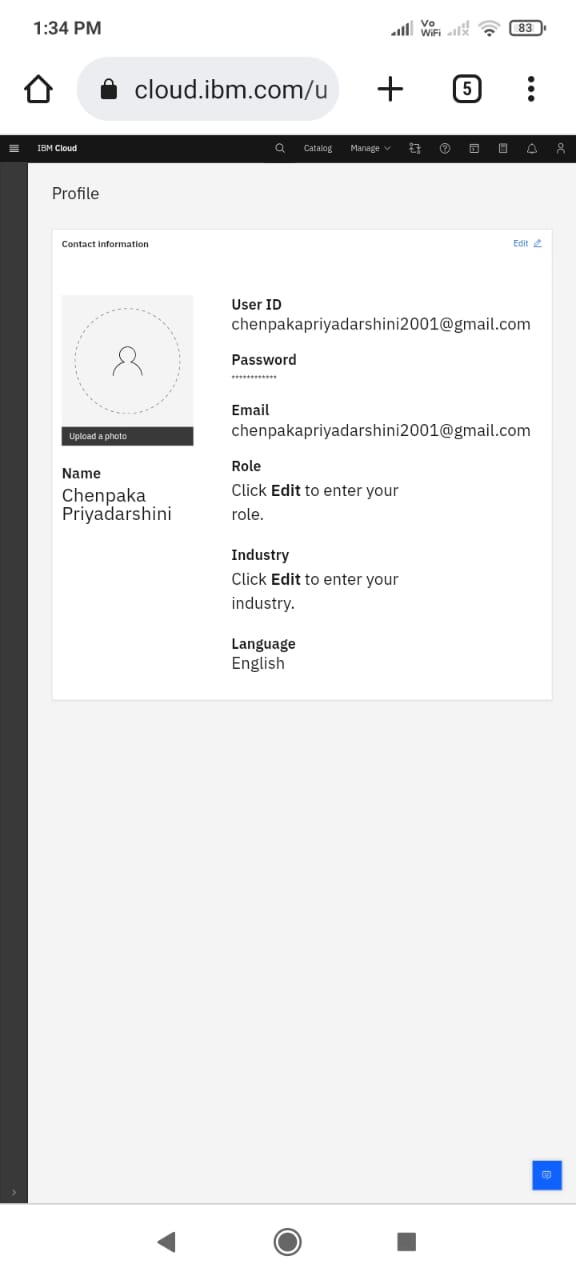 1:34 PM
Vo
WiFi
83
cloud.ibm.com/u
5
IBM Cloud
Catalog
Manage
Profile
Contact information
Edit
User ID
chenpakapriyadarshini2001@gmail.com
Password
************
Email
chenpakapriyadarshini2001@gmail.com
Upload a photo
Name
Chenpaka
Priyadarshini
Role
Click Edit to enter your
role.
Industry
Click Edit to enter your
industry.
Language
English